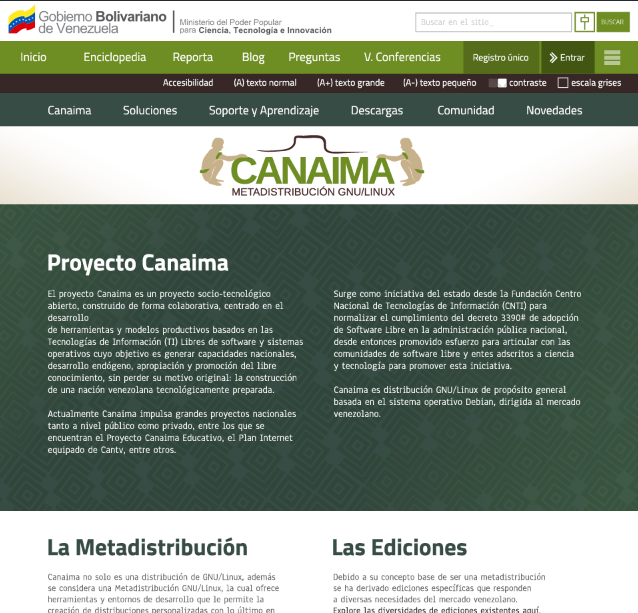 Gobierno Bolivariano
de Venezuela
Ministerio del Poder Popular
para Ciencia, Tecnología e Innovación
Buscar en el sitio_
BUSCAR
Inicio Enciclopedia Reporta Blog Preguntas V. Conferencias Registro único Entrar
Accesibilidad (A) texto normal (A+) texto grande (A-) texto pequeño contraste escala grises
Canaima Soluciones Soporte y Aprendizaje Descargas Comunidad Novedades
CANAIMA
METADISTRIBUCIÓN GNU/LINUX
Proyecto Canaima
El proyecto Canaima es un proyecto socio-tecnológico
abierto, construido de forma colaborativa, centrado en el
desarrollo
de herramientas y modelos productivos basados en las
Tecnologías de Información (TI) Libres de software y sistemas
operativos cuyo objetivo es generar capacidades nacionales,
desarrollo endógeno, apropiación y promoción del libre
conocimiento, sin perder su motivo original: la construcción
de una nación venezolana tecnológicamente preparada.
Actualmente Canaima impulsa grandes proyectos nacionales
tanto a nivel público como privado, entre los que se
encuentran el Proyecto Canaima Educativo, el Plan Internet
equipado de Cantv, entre otros.
Surge como iniciativa del estado desde la Fundación Centro
Nacional de Tecnologías de Información (CNTI) para
normalizar el cumplimiento del decreto 3390# de adopción
de Software Libre en la administración pública nacional,
desde entonces promovido esfuerzo para articular con las
comunidades de software libre y entes adscritos a ciencia
y tecnología para promover esta iniciativa.
Canaima es distribución GNU/Linux de propósito general
basada en el sistema operativo Debian, dirigida al mercado
venezolano.
La Metadistribución
Canaima no solo es una distribución de GNU/Linux, además
se considera una Metadistribución GNU/Linux, la cual ofrece
herramientas y entornos de desarrollo que le permite la
creación de distribuciones personalizadas con lo último en
Las Ediciones
Debido a su concepto base de ser una metadistribución
se ha derivado ediciones específicas que responden
a diversas necesidades del mercado venezolano.
Explore las diversidades de ediciones existentes aquí.